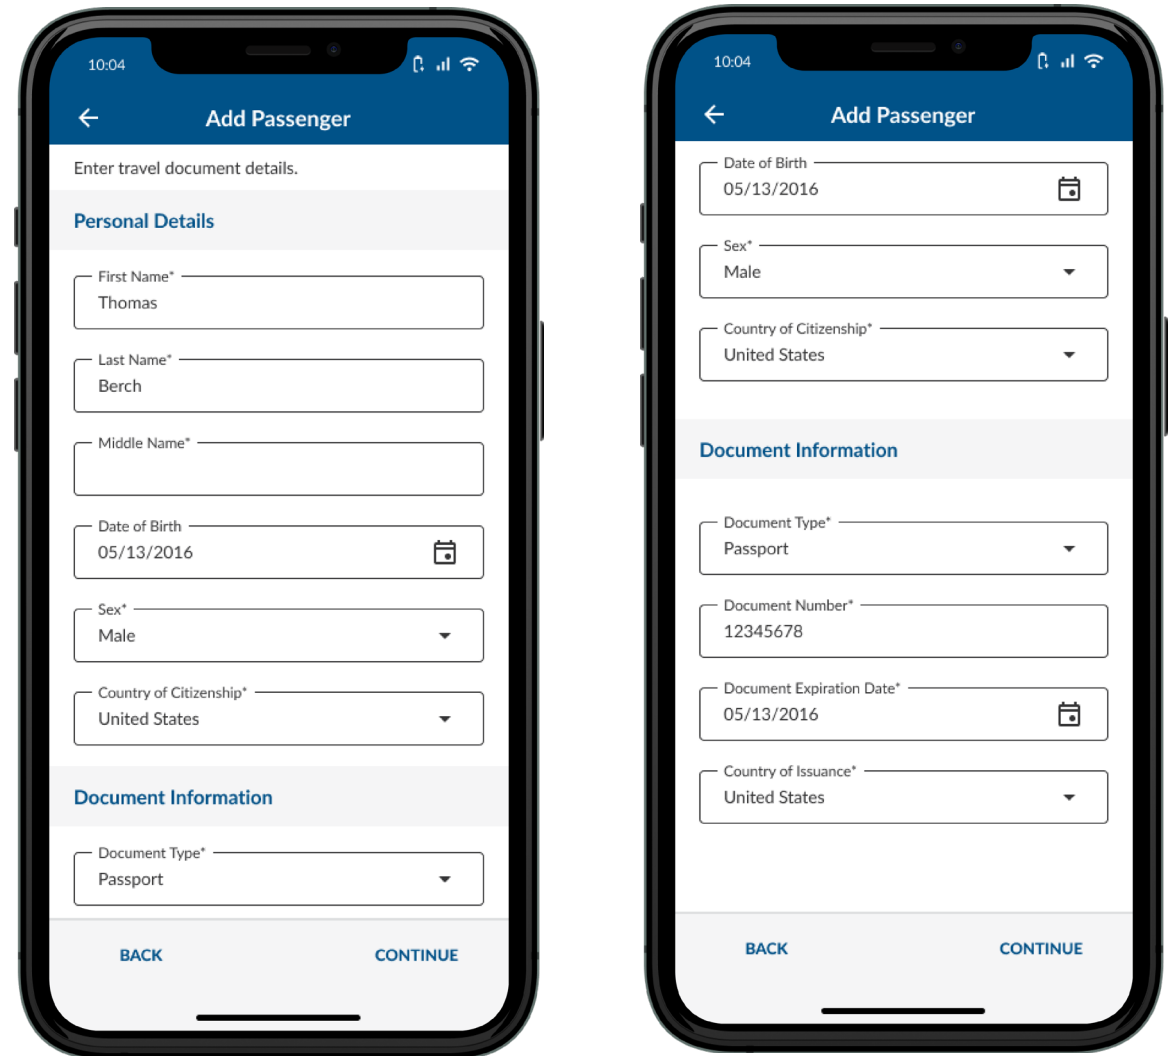 10:04
Add Passenger
Enter travel document details.
Personal Details
First Name*
Thomas
Last Name*
Berch
Middle Name*
Date of Birth
05/13/2016
Sex*
Male
Country of Citizenship*
United States
Document Information
Document Type*
Passport
BACK CONTINUE
10:04
Add Passenger
Date of Birth
05/13/2016
Sex*
Male
Country of Citizenship*
United States
Document Information
Document Type*
Passport
Document Number*
12345678
Document Expiration Date*
05/13/2016
Country of Issuance*
United States
BACK CONTINUE